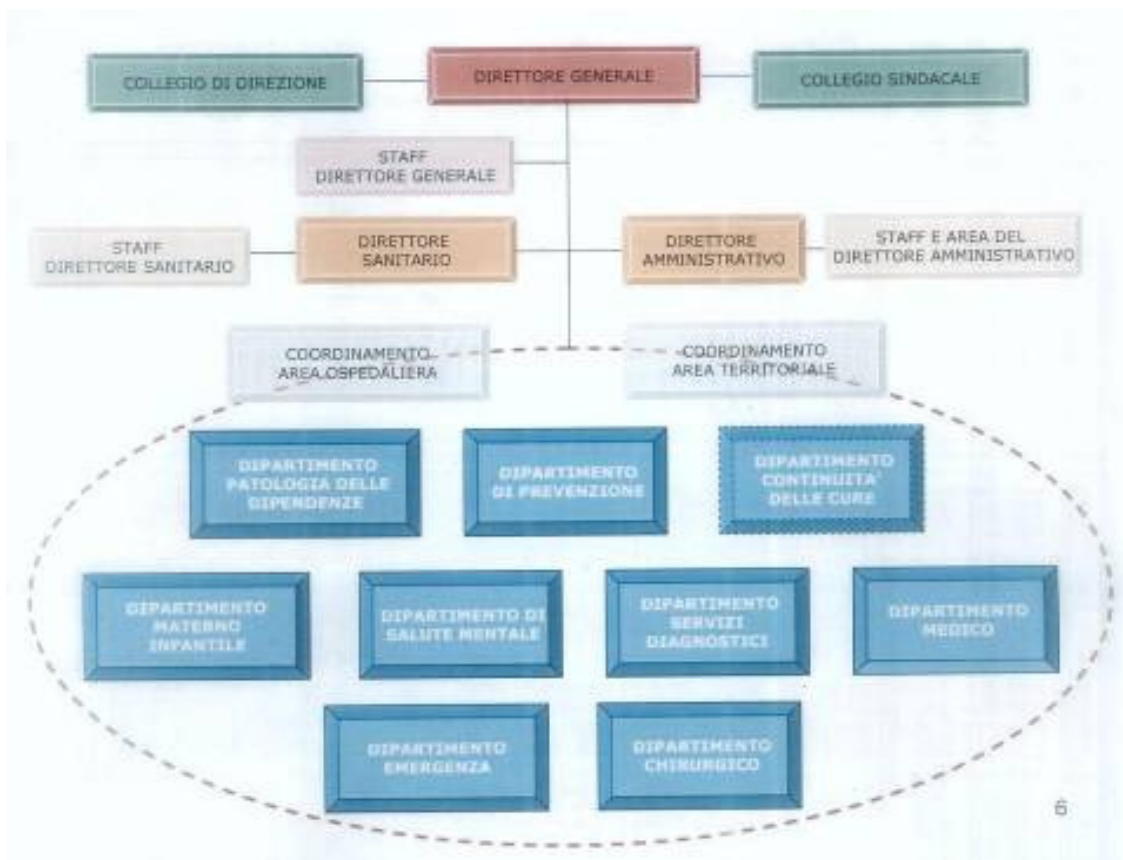 COLLEGIO DI DIREZIONE
DIRETTORE GENERALE
COLLEGIO SINDACALE
STAFF
DIRETTORE GENERALE
STAFF
DIRETTORE SANITARIO
DIRETTORE
SANITARIO
DIRETTORE
AMMINISTRATIVO
STAFF E AREA DEL
DIRETTORE AMMINISTRATIVO
COORDINAMENTO
AREA OSPEDALIERA
COORDINAMENTO
AREA TERRITORIALE
DIPARTIMENTO
PATOLOGIA DELLE
DIPENDENZE
DIPARTIMENTO
DI PREVENZIONE
DIPARTIMENTO
CONTINUITA'
DELLE CURE
DIPARTIMENTO
MATERNO
INFANTILE
DIPARTIMENTO DI
SALUTE MENTALE
DIPARTIMENTO
SERVIZI
DIAGNOSTICI
DIPARTIMENTO
MEDICO
DIPARTIMENTO
EMERGENZA
DIPARTIMENTO
CHIRURGICO
6